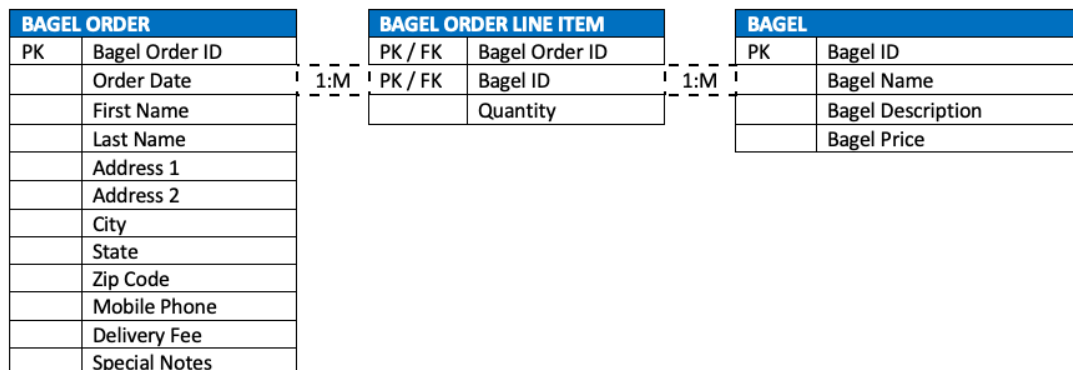 BAGEL ORDER
PK Bagel Order ID
Order Date
First Name
Last Name
Address 1
Address 2
City
State
Zip Code
Mobile Phone
Delivery Fee
Special Notes
1:M
BAGEL ORDER LINE ITEM
PK / FK Bagel Order ID
PK / FK Bagel ID
Quantity
1:M
BAGEL
PK Bagel ID
Bagel Name
Bagel Description
Bagel Price